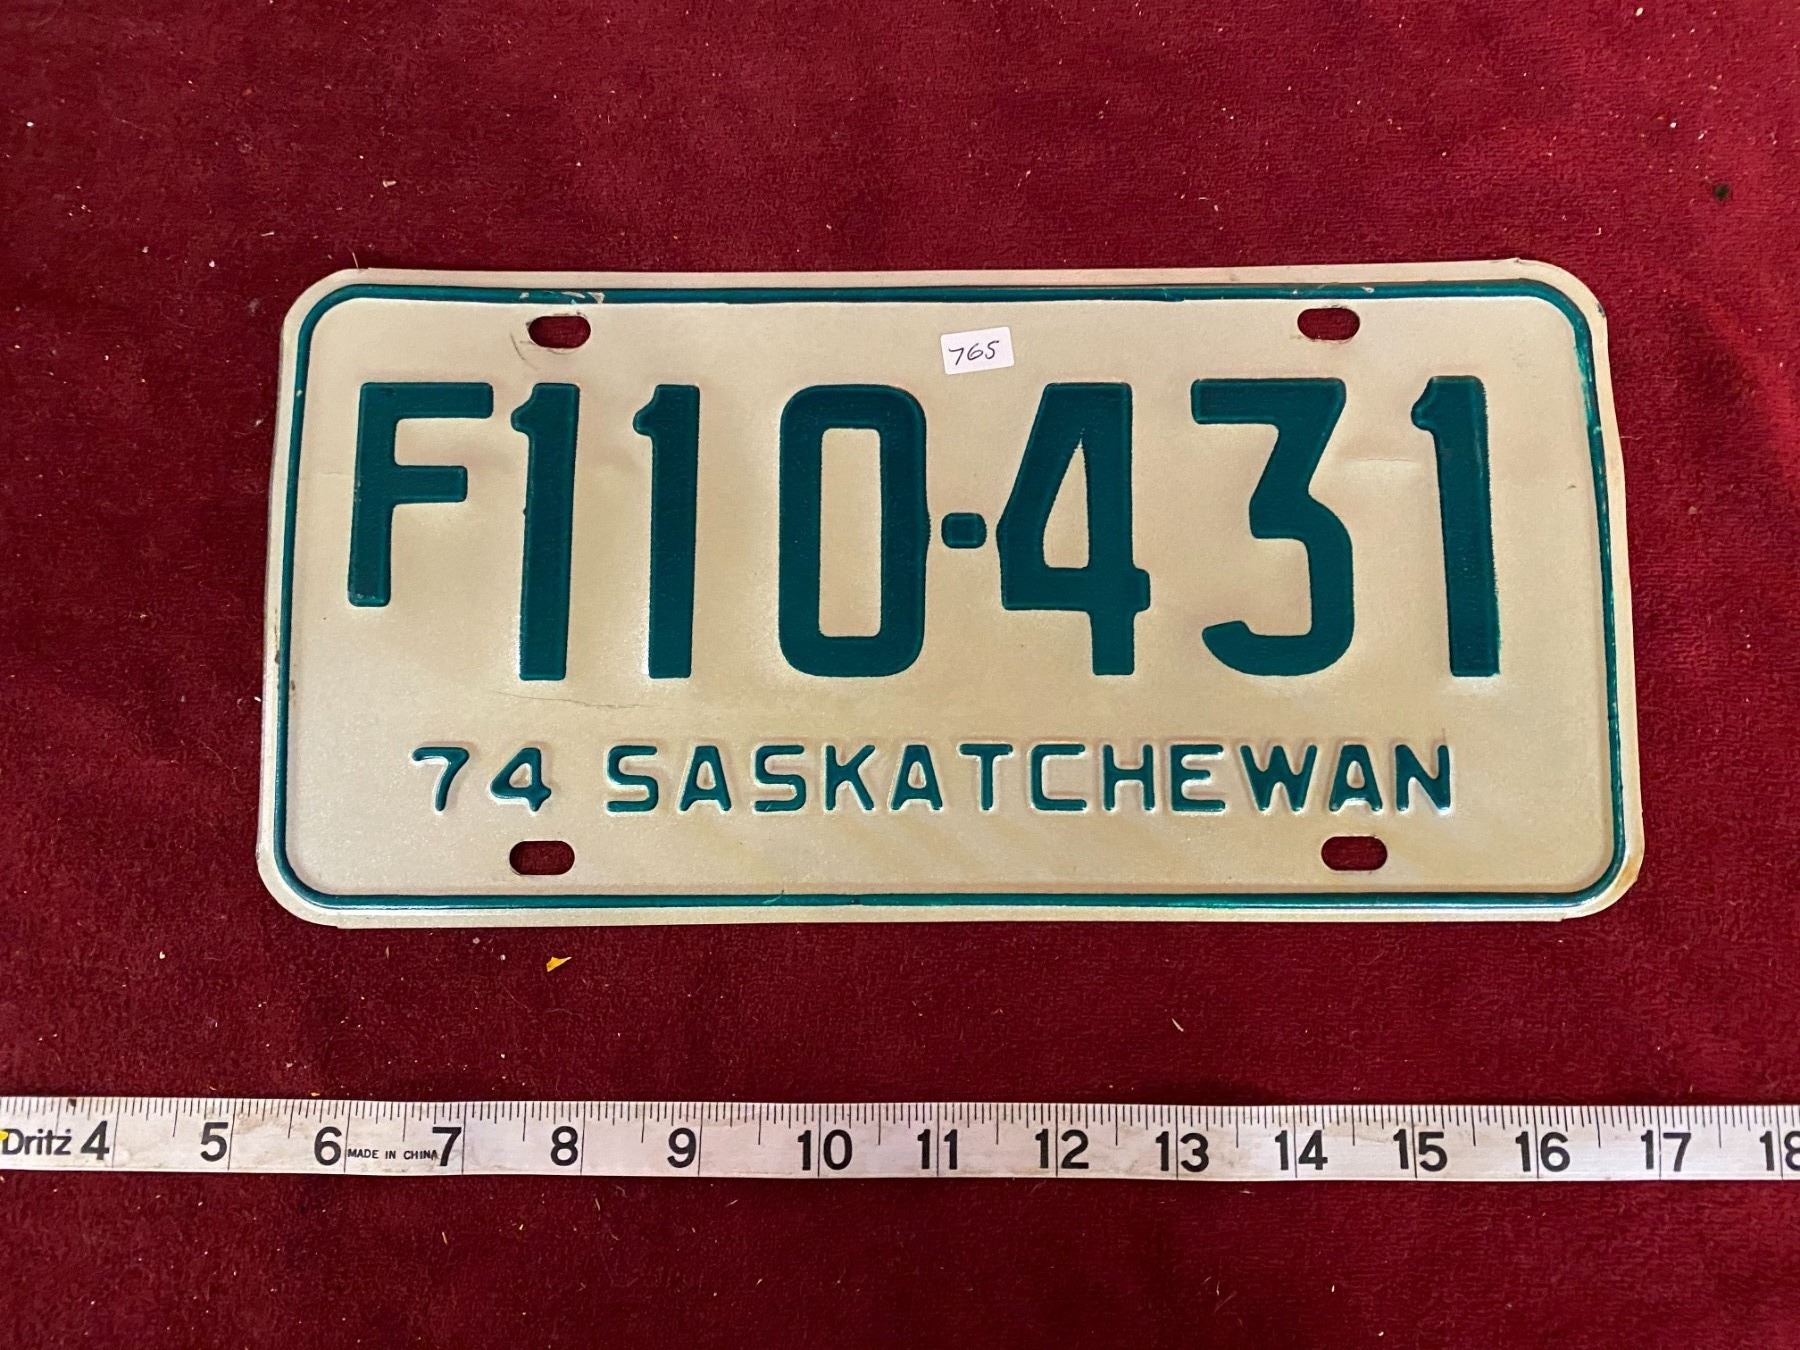 765
F110-431
74 SASKATCHEWAN
Dritz 4 5 6 MADE IN CHINA 7 8 9 10 11 12 13 14 15 16 17 18